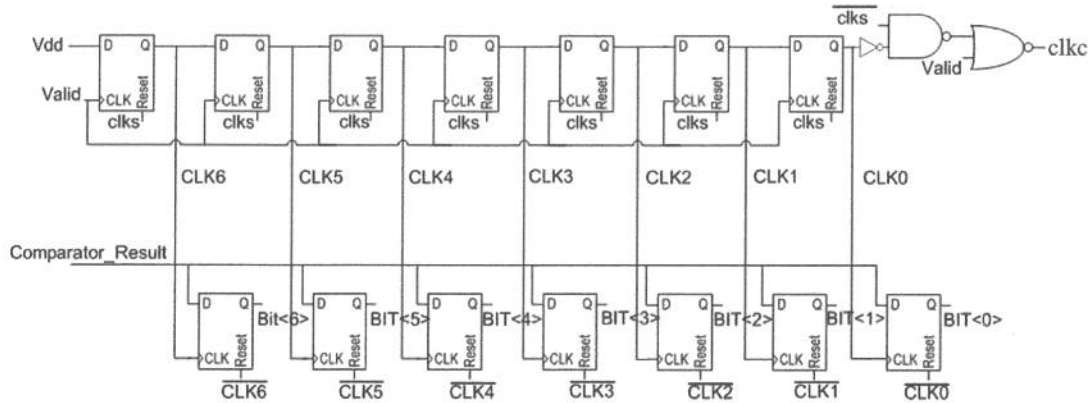 clks
Vdd D Q D Q D Q D Q D Q D Q D Q clkc
Valid
Valid CLK Reset CLK Reset CLK Reset CLK Reset CLK Reset CLK Reset CLK Reset
clks clks clks clks clks clks clks
CLK6 CLK5 CLK4 CLK3 CLK2 CLK1 CLK0
Comparator_Result
D Q D Q D Q D Q D Q D Q D Q
Bit<6> BIT<5> BIT<4> BIT<3> BIT<2> BIT<1> BIT<0>
CLK Reset CLK Reset CLK Reset CLK Reset CLK Reset CLK Reset CLK Reset
CLK6 CLK5 CLK4 CLK3 CLK2 CLK1 CLK0